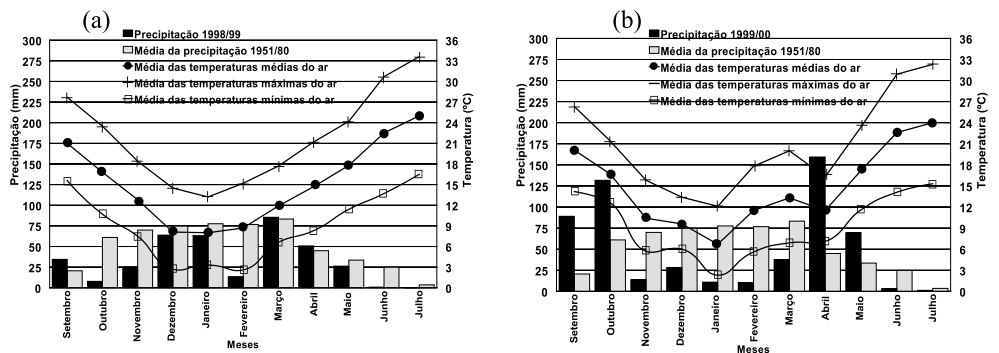 (a)
Precipitação 1998/99
Média da precipitação 1951/80
Média das temperaturas médias do ar
Média das temperaturas máximas do ar
Média das temperaturas mínimas do ar
Precipitação (mm)
300
275
250
225
200
175
150
125
100
75
50
25
0
Temperatura (ºC)
36
33
30
27
24
21
18
15
12
9
6
3
0
Setembro
Outubro
Novembro
Dezembro
Janeiro
Fevereiro
Março
Abril
Maio
Junho
Julho
Meses
(b)
Precipitação 1999/00
Média da precipitação 1951/80
Média das temperaturas médias do ar
Média das temperaturas máximas do ar
Média das temperaturas mínimas do ar
Precipitação (mm)
300
275
250
225
200
175
150
125
100
75
50
25
0
Temperatura (ºC)
36
33
30
27
24
21
18
15
12
9
6
3
0
Setembro
Outubro
Novembro
Dezembro
Janeiro
Fevereiro
Março
Abril
Maio
Junho
Julho
Meses